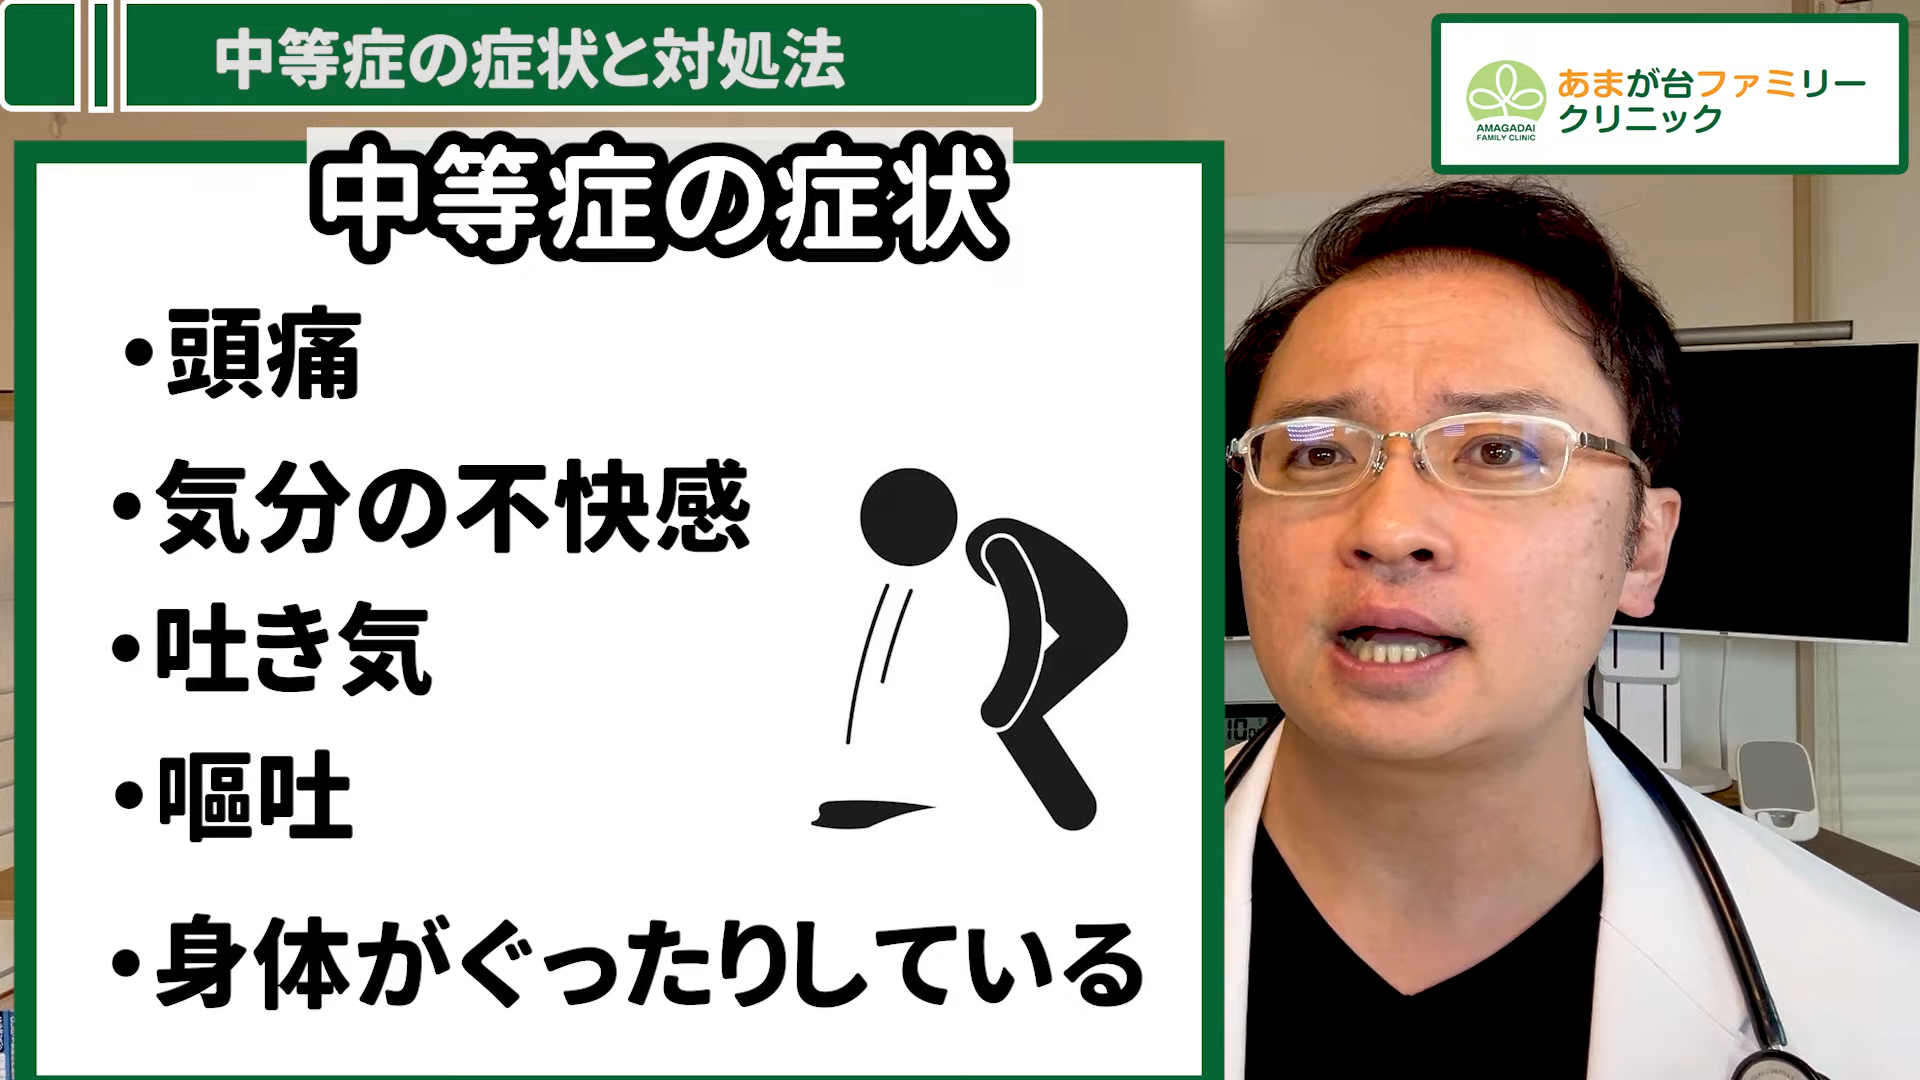 中等症の症状と対処法
あまが台ファミリー
クリニック
AMAGADAI
FAMILY CLINIC
中等症の症状
・頭痛
・気分の不快感
・吐き気
・嘔吐
・身体がぐったりしている
10